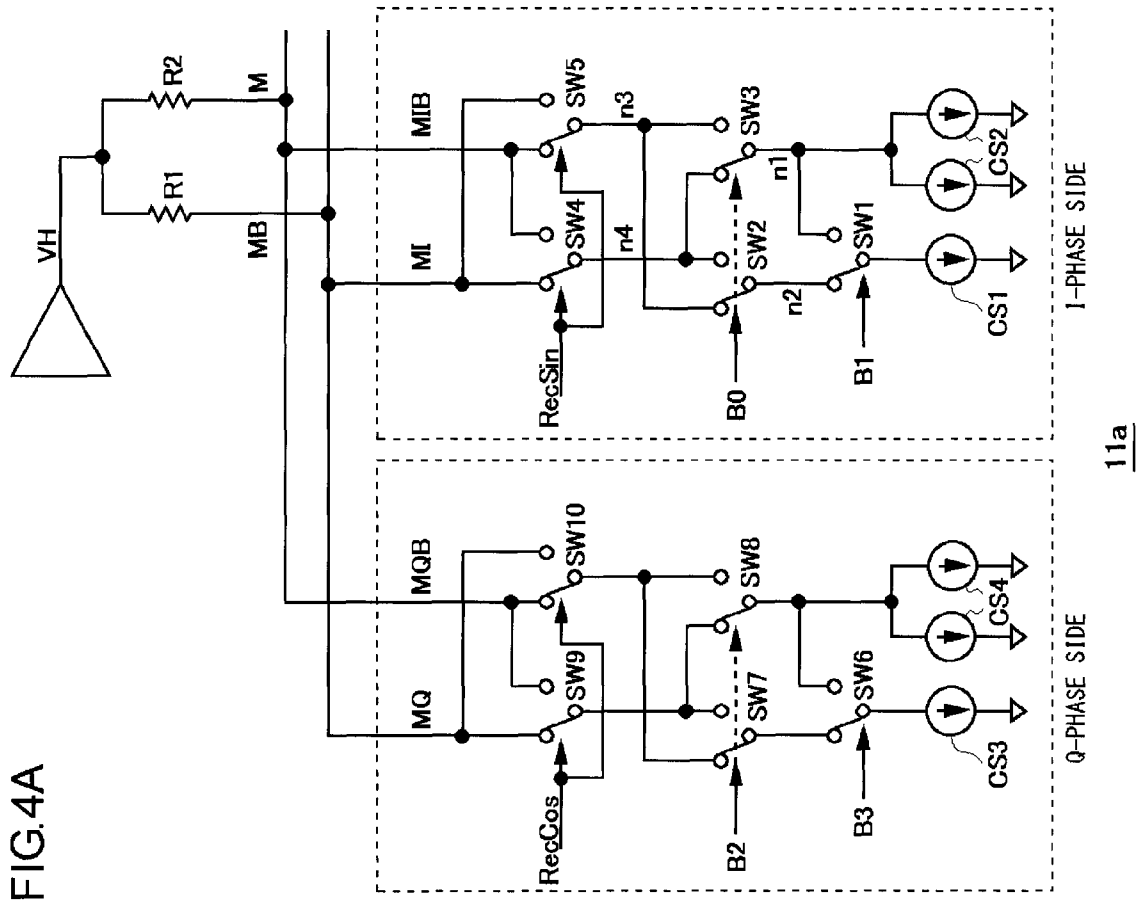 FIG.4A
VH
R1
R2
MB
M
MQ
MQB
MI
MIB
SW9
SW10
SW4
SW5
RecCos
RecSin
n4
n3
SW7
SW8
SW2
SW3
B2
B0
n2
n1
SW6
SW1
B3
B1
CS3
CS4
CS1
CS2
Q-PHASE SIDE
I-PHASE SIDE
11a